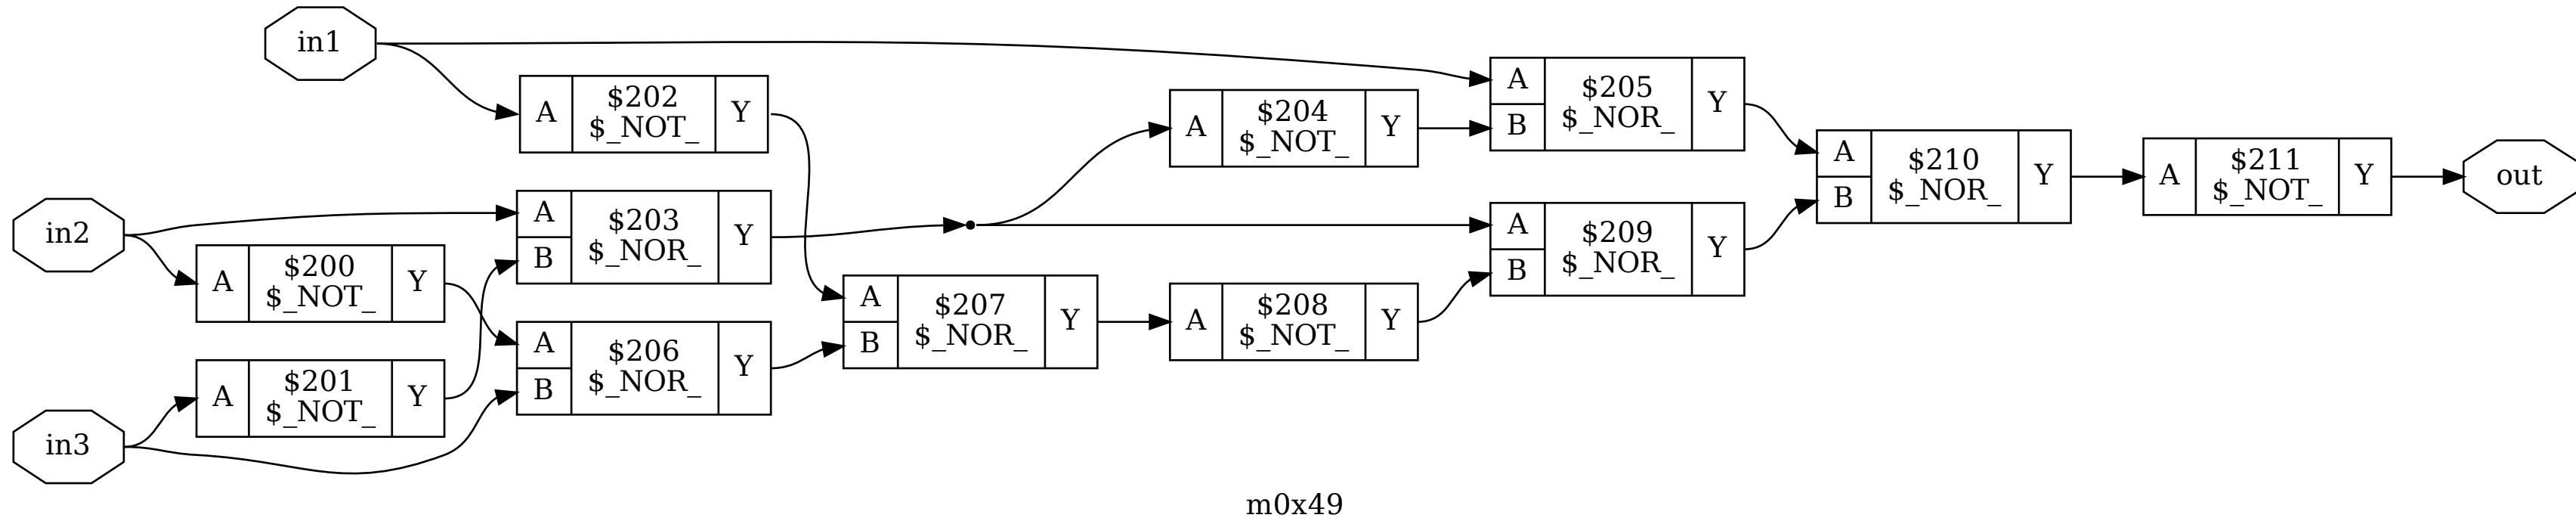 in1
A
$202
$_NOT_
Y
A
$204
$_NOT_
Y
A
B
$205
$_NOR_
Y
in2
A
B
$203
$_NOR_
Y
A
$200
$_NOT_
Y
A
B
$210
$_NOR_
Y
A
$211
$_NOT_
Y
out
A
B
$209
$_NOR_
Y
A
B
$207
$_NOR_
Y
A
$208
$_NOT_
Y
A
B
$206
$_NOR_
Y
A
$201
$_NOT_
Y
in3
m0x49